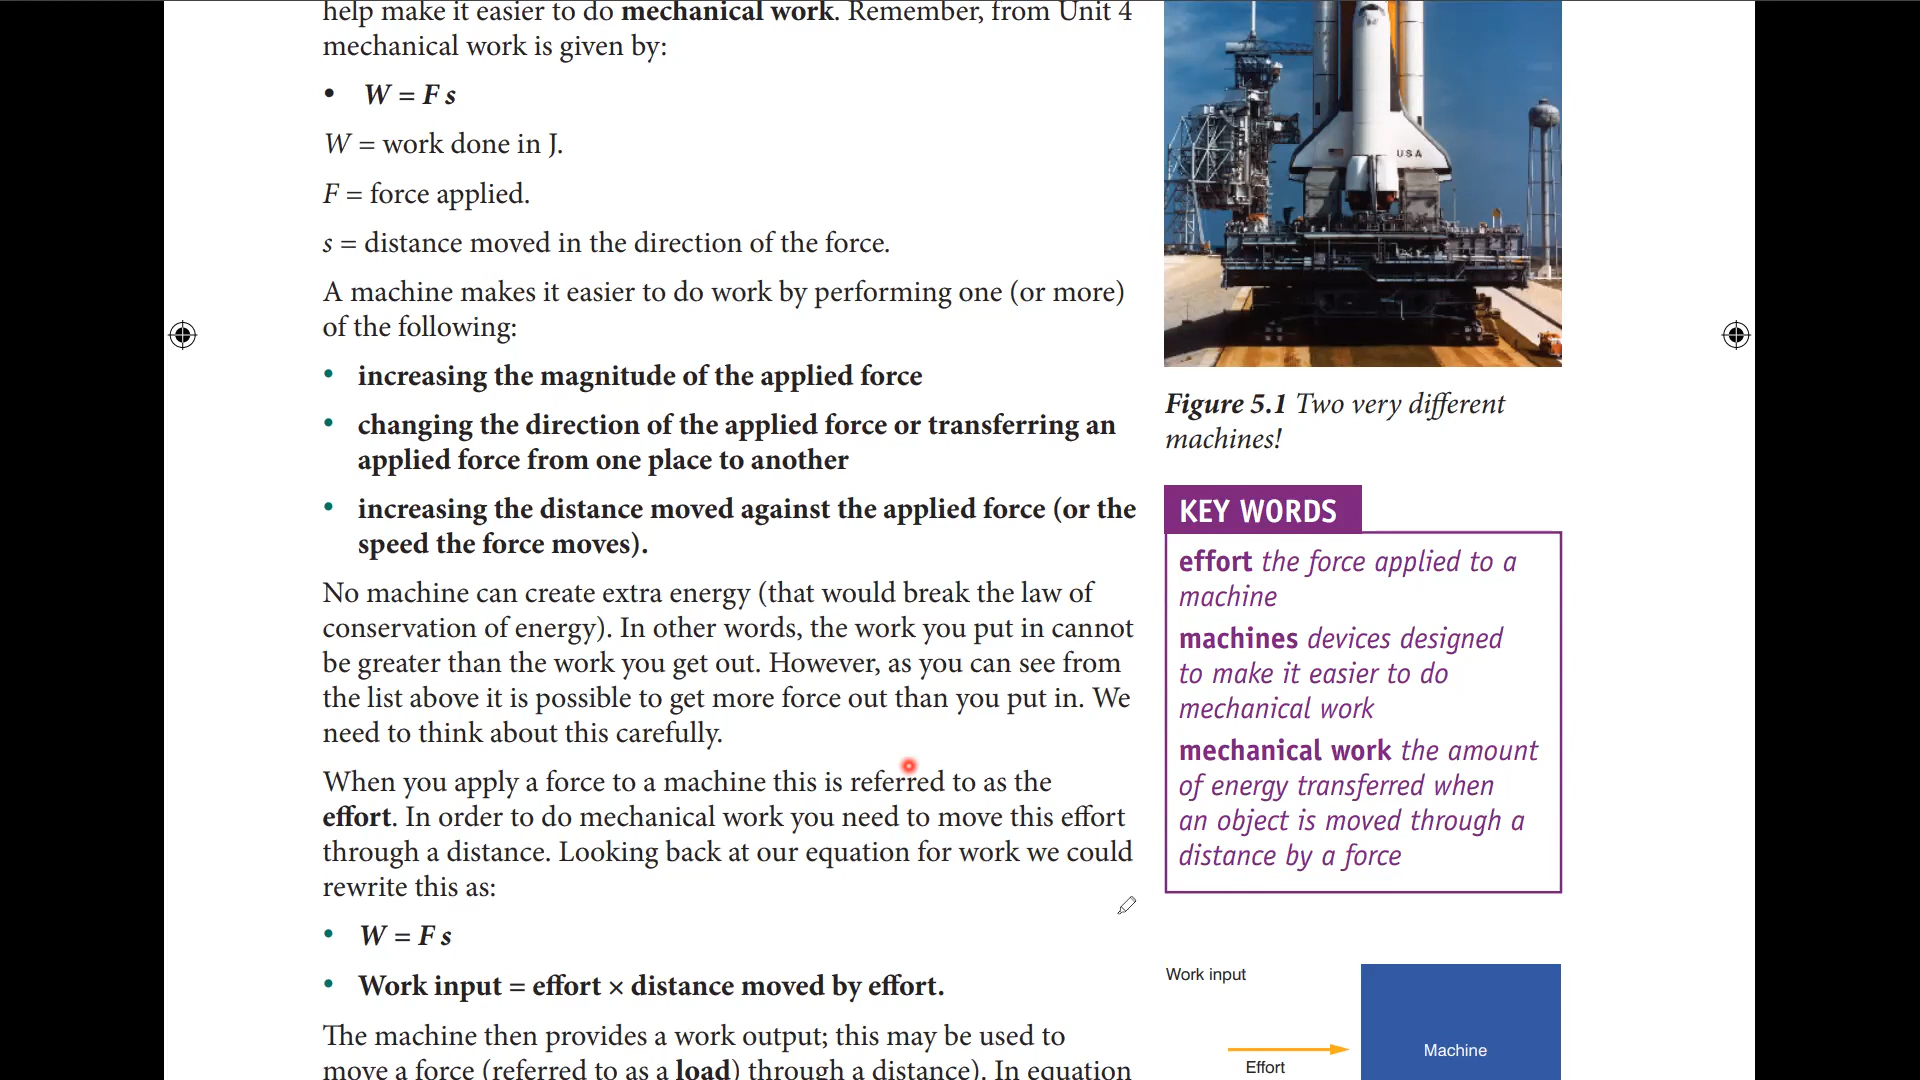 help make it easier to do mechanical work. Remember, from Unit 4
mechanical work is given by:
• W = F s
W = work done in J.
F = force applied.
s = distance moved in the direction of the force.
A machine makes it easier to do work by performing one (or more)
of the following:
• increasing the magnitude of the applied force
• changing the direction of the applied force or transferring an
applied force from one place to another
• increasing the distance moved against the applied force (or the
speed the force moves).
No machine can create extra energy (that would break the law of
conservation of energy). In other words, the work you put in cannot
be greater than the work you get out. However, as you can see from
the list above it is possible to get more force out than you put in. We
need to think about this carefully.
When you apply a force to a machine this is referred to as the
effort. In order to do mechanical work you need to move this effort
through a distance. Looking back at our equation for work we could
rewrite this as:
• W = F s
• Work input = effort × distance moved by effort.
The machine then provides a work output; this may be used to
move a force (referred to as a load) through a distance). In equation
USA
Figure 5.1 Two very different
machines!
KEY WORDS
effort the force applied to a
machine
machines devices designed
to make it easier to do
mechanical work
mechanical work the amount
of energy transferred when
an object is moved through a
distance by a force
Work input
Machine
Effort